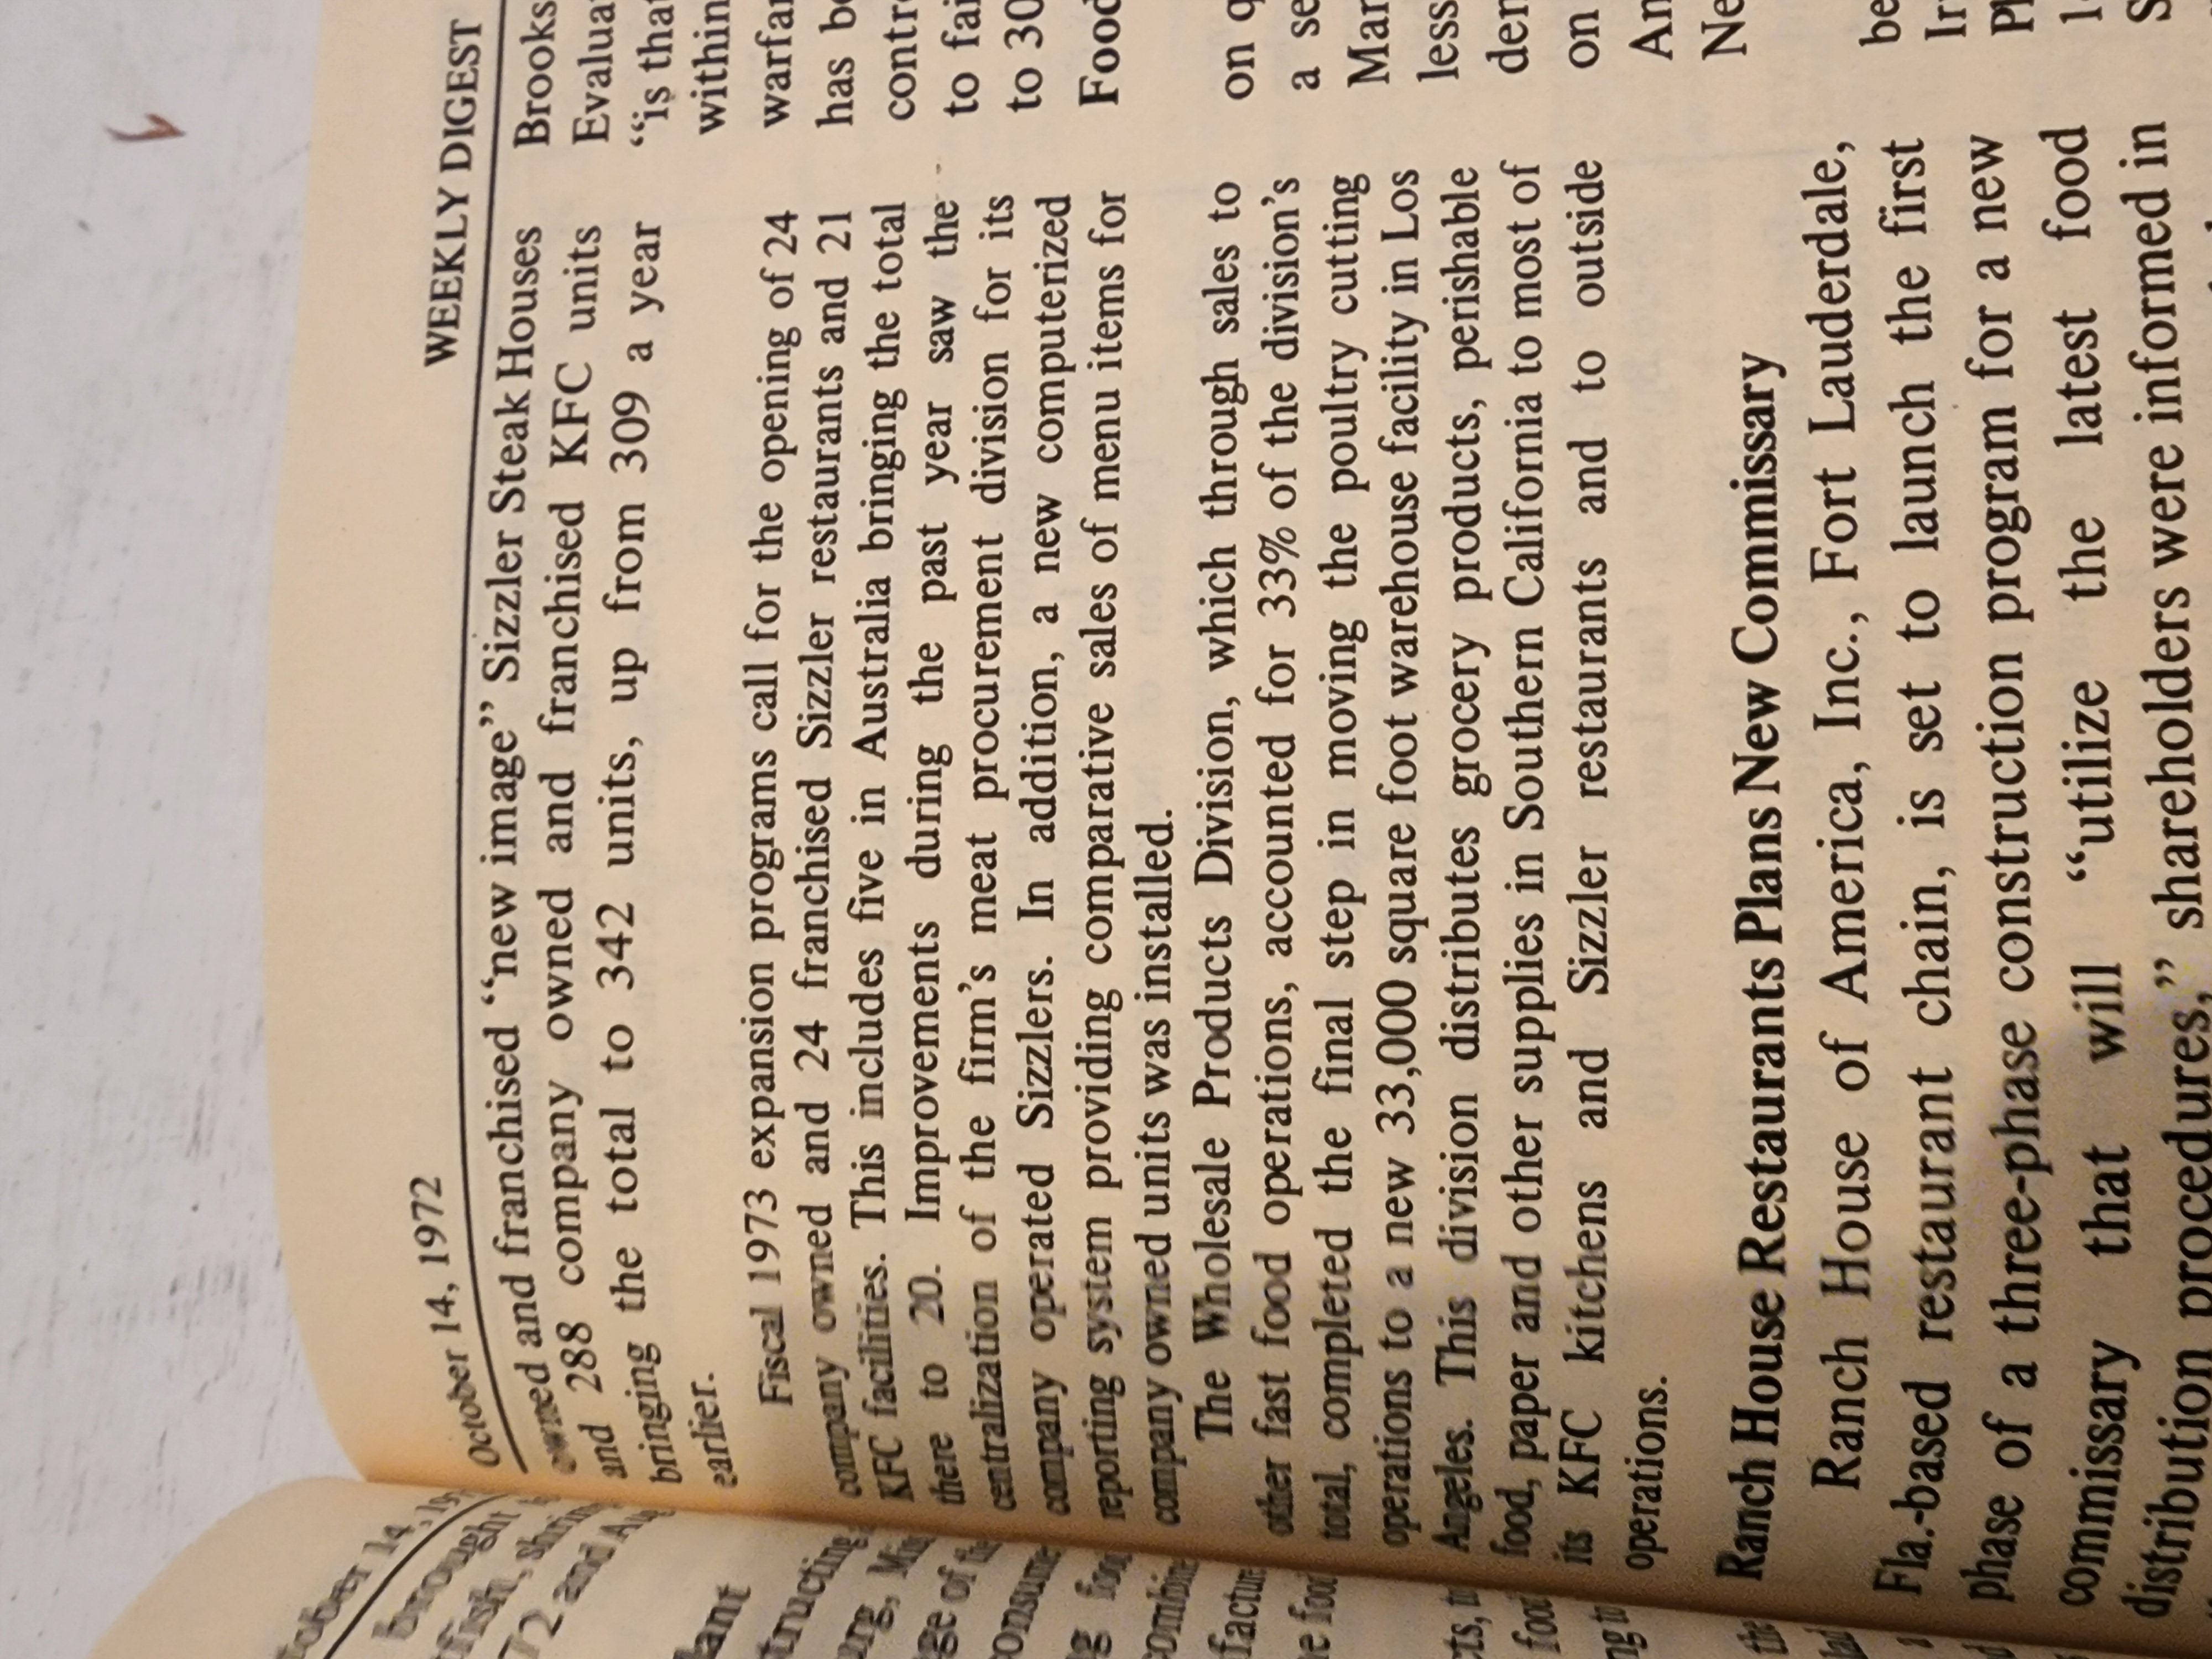 October 14, 1972
WEEKLY DIGEST
owned and franchised “new image” Sizzler Steak Houses
and 288 company owned and franchised KFC units
bringing the total to 342 units, up from 309 a year
earlier.
Fiscal 1973 expansion programs call for the opening of 24
company owned and 24 franchised Sizzler restaurants and 21
KFC facilities. This includes five in Australia bringing the total
there to 20. Improvements during the past year saw the
centralization of the firm’s meat procurement division for its
company operated Sizzlers. In addition, a new computerized
reporting system providing comparative sales of menu items for
company owned units was installed.
The Wholesale Products Division, which through sales to
other fast food operations, accounted for 33% of the division’s
total, completed the final step in moving the poultry cutting
operations to a new 33,000 square foot warehouse facility in Los
Angeles. This division distributes grocery products, perishable
food, paper and other supplies in Southern California to most of
its KFC kitchens and Sizzler restaurants and to outside
operations.
Ranch House Restaurants Plans New Commissary
Ranch House of America, Inc., Fort Lauderdale,
Fla.-based restaurant chain, is set to launch the first
phase of a three-phase construction program for a new
commissary that will “utilize the latest food
distribution procedures,” shareholders were informed in
Brooks
Evalua
“is that
within
warfar
has be
contro
to fai
to 30
Food
on q
a se
Mar
less
den
on
An
Ne
be
Ir